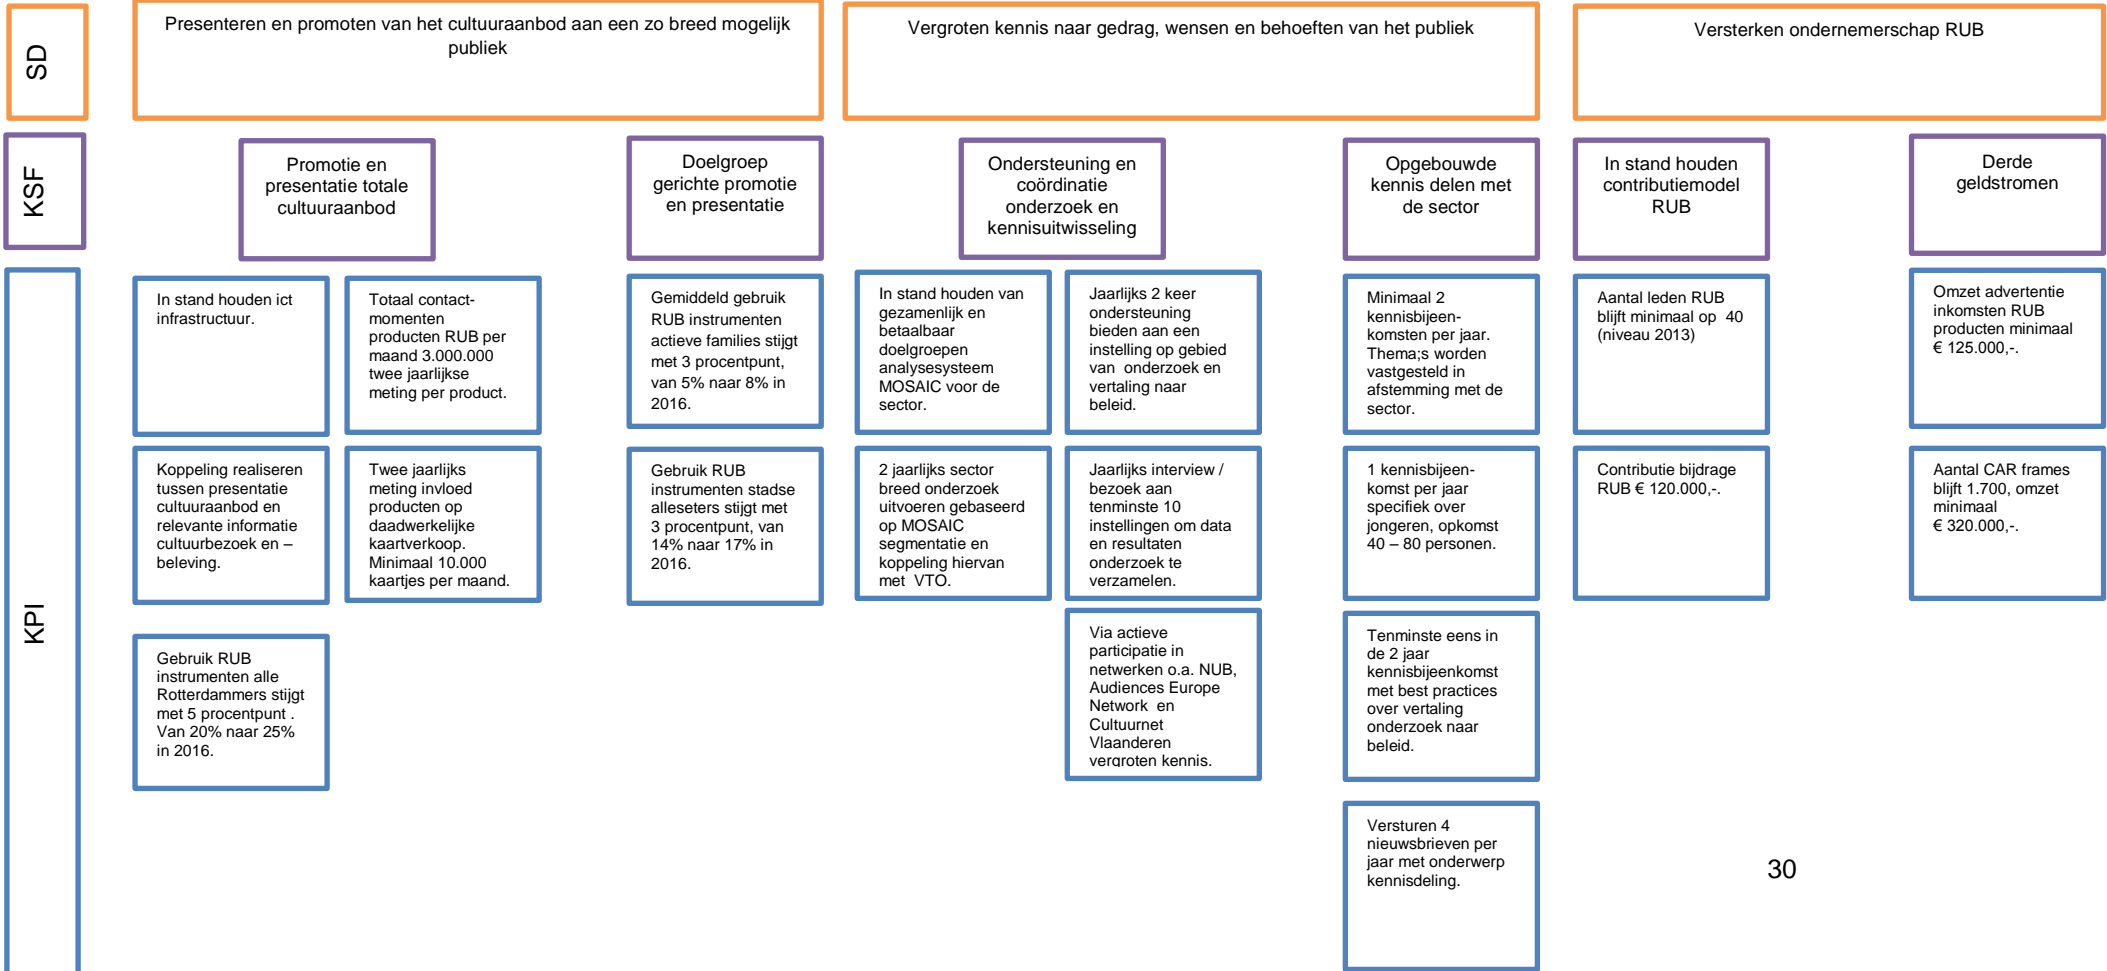 SD
Presenteren en promoten van het cultuuraanbod aan een zo breed mogelijk
publiek
Vergroten kennis naar gedrag, wensen en behoeften van het publiek
Versterken ondernemerschap RUB
KSF
Promotie en
presentatie totale
cultuuraanbod
Doelgroep
gerichte promotie
en presentatie
Ondersteuning en
coördinatie
onderzoek en
kennisuitwisseling
Opgebouwde
kennis delen met
de sector
In stand houden
contributiemodel
RUB
Derde
geldstromen
KPI
In stand houden ict
infrastructuur.
Totaal contact-
momenten
producten RUB per
maand 3.000.000
twee jaarlijkse
meting per product.
Gemiddeld gebruik
RUB instrumenten
actieve families stijgt
met 3 procentpunt,
van 5% naar 8% in
2016.
In stand houden van
gezamenlijk en
betaalbaar
doelgroepen
analysesysteem
MOSAIC voor de
sector.
Jaarlijks 2 keer
ondersteuning
bieden aan een
instelling op gebied
van onderzoek en
vertaling naar
beleid.
Minimaal 2
kennisbijeen-
komsten per jaar.
Thema;s worden
vastgesteld in
afstemming met de
sector.
Aantal leden RUB
blijft minimaal op 40
(niveau 2013)
Omzet advertentie
inkomsten RUB
producten minimaal
€ 125.000,-.
Koppeling realiseren
tussen presentatie
cultuuraanbod en
relevante informatie
cultuurbezoek en –
beleving.
Twee jaarlijks
meting invloed
producten op
daadwerkelijke
kaartverkoop.
Minimaal 10.000
kaartjes per maand.
Gebruik RUB
instrumenten stadse
alleseters stijgt met
3 procentpunt, van
14% naar 17% in
2016.
2 jaarlijks sector
breed onderzoek
uitvoeren gebaseerd
op MOSAIC
segmentatie en
koppeling hiervan
met VTO.
Jaarlijks interview /
bezoek aan
tenminste 10
instellingen om data
en resultaten
onderzoek te
verzamelen.
1 kennisbijeen-
komst per jaar
specifiek over
jongeren, opkomst
40 – 80 personen.
Contributie bijdrage
RUB € 120.000,-.
Aantal CAR frames
blijft 1.700, omzet
minimaal
€ 320.000,-.
Gebruik RUB
instrumenten alle
Rotterdammers stijgt
met 5 procentpunt .
Van 20% naar 25%
in 2016.
Via actieve
participatie in
netwerken o.a. NUB,
Audiences Europe
Network en
Cultuurnet
Vlaanderen
vergroten kennis.
Tenminste eens in
de 2 jaar
kennisbijeenkomst
met best practices
over vertaling
onderzoek naar
beleid.
Versturen 4
nieuwsbrieven per
jaar met onderwerp
kennisdeling.
30